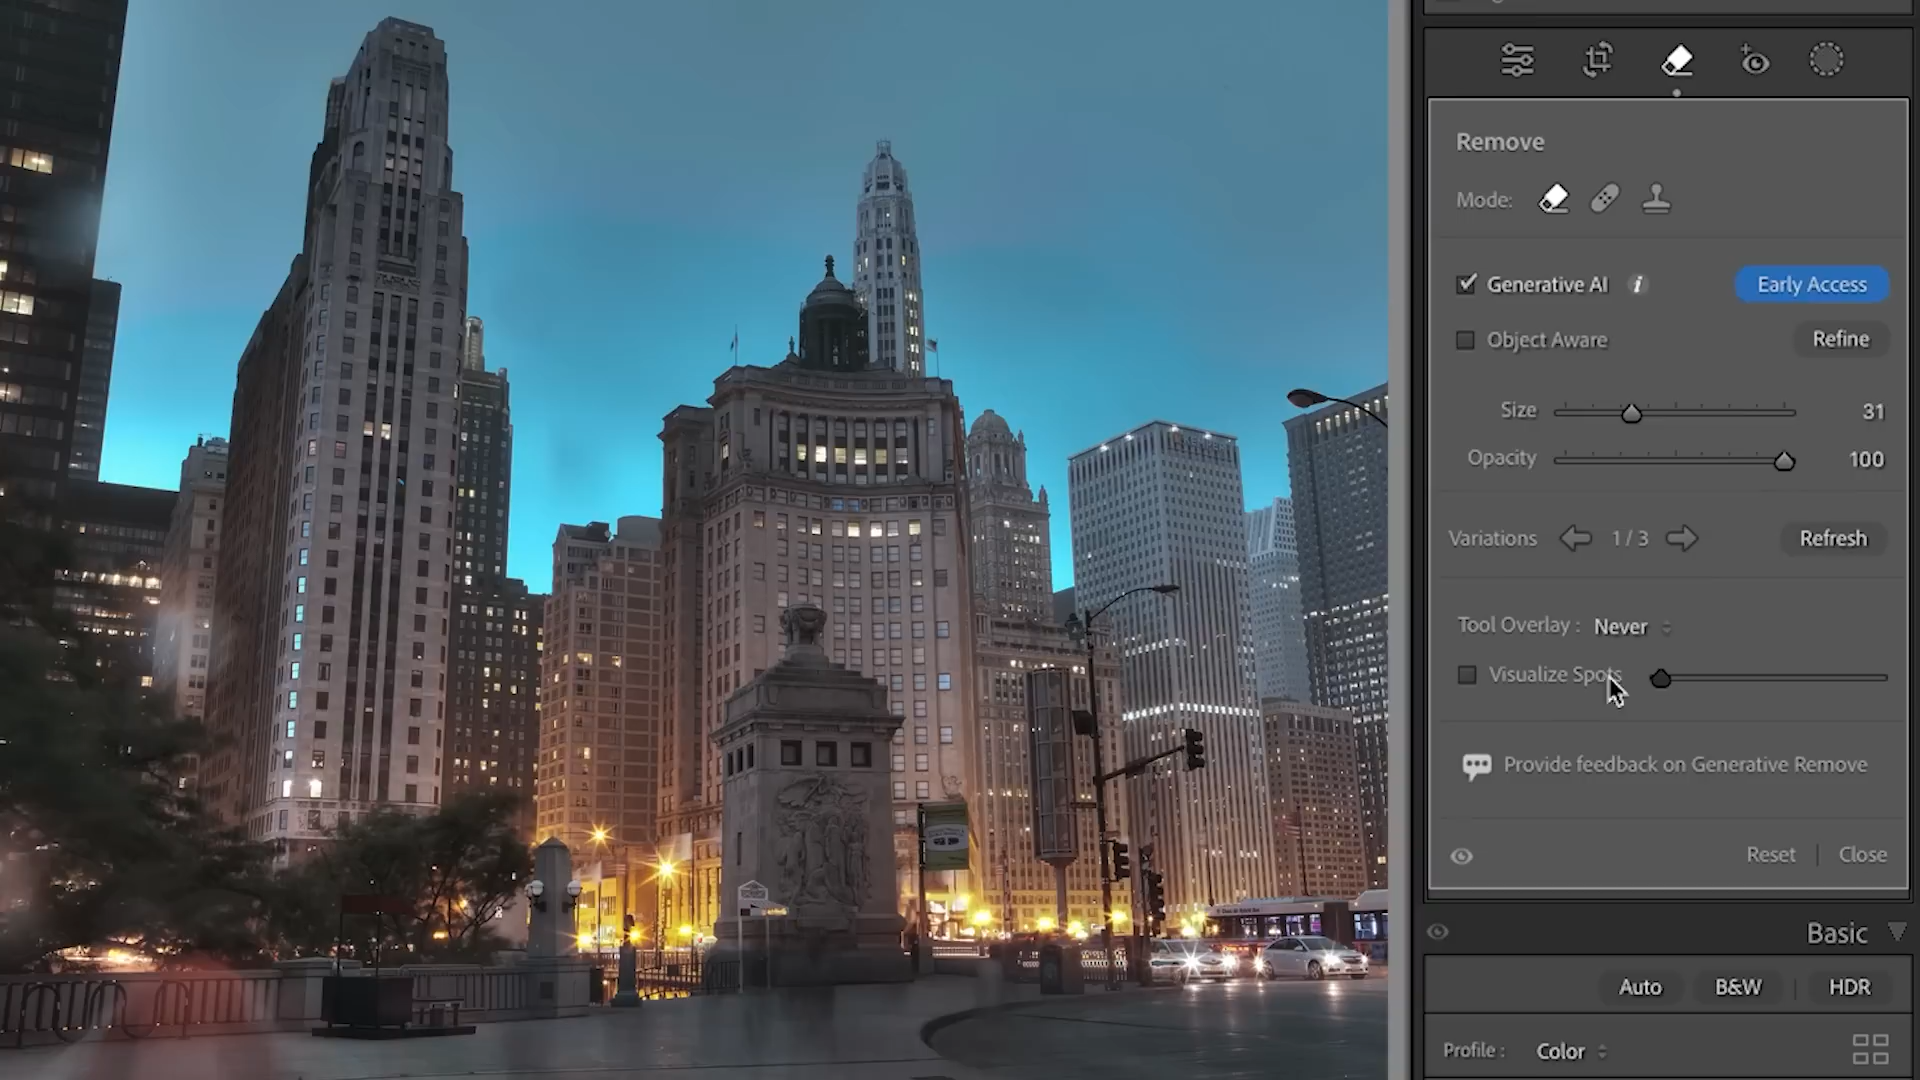 Remove
Mode:
Generative AI
Early Access
Object Aware
Refine
Size
31
Opacity
100
Variations
1 / 3
Refresh
Tool Overlay :
Never
Visualize Spots
Provide feedback on Generative Remove
Reset
Close
Basic
Auto
B&W
HDR
Profile :
Color